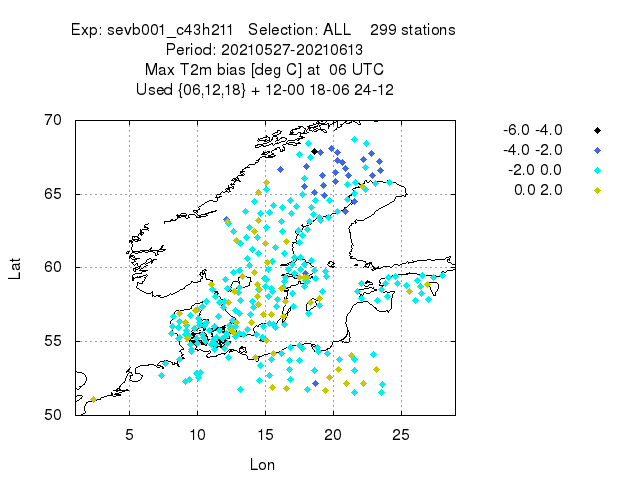 Exp: sevb001_c43h211 Selection: ALL 299 stations
Period: 20210527-20210613
Max T2m bias [deg C] at 06 UTC
Used {06,12,18} + 12-00 18-06 24-12
70
65
60
55
50
Lat
5 10 15 20 25
Lon
-6.0 -4.0
-4.0 -2.0
-2.0 0.0
0.0 2.0